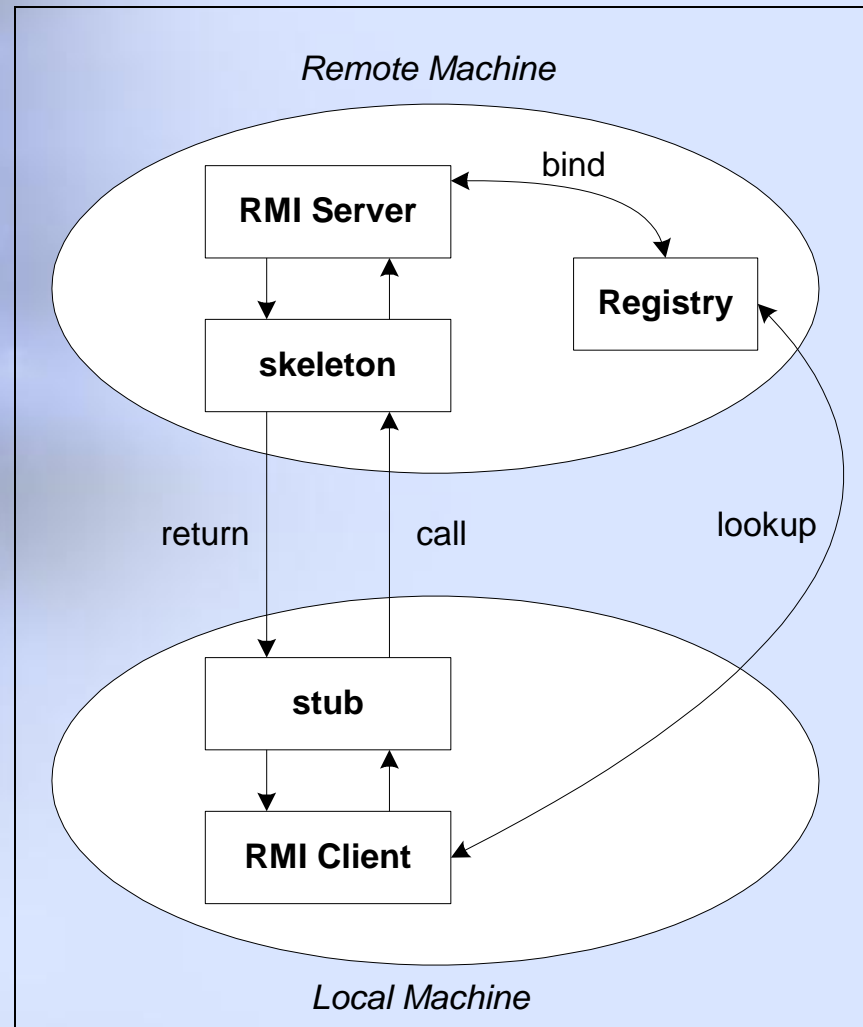 Remote Machine
bind
RMI Server
Registry
skeleton
return
call
lookup
stub
RMI Client
Local Machine